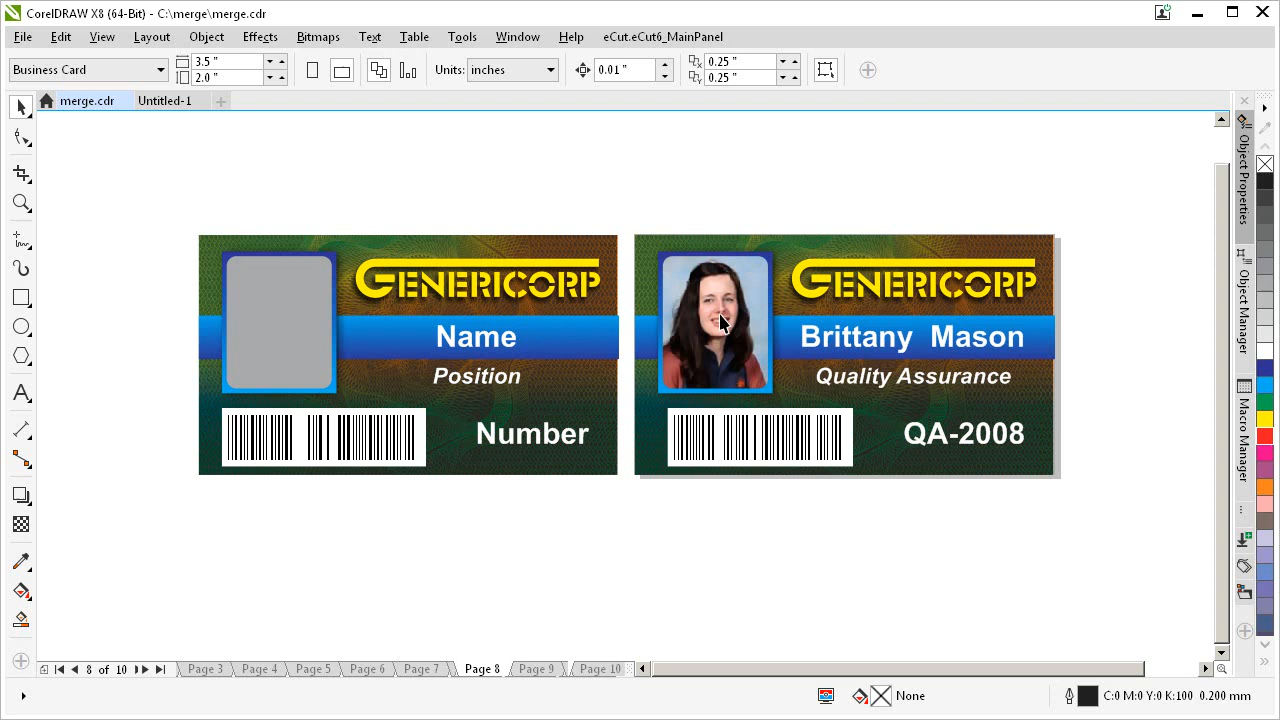 CorelDRAW X8 (64-Bit) - C:\merge\merge.cdr
File Edit View Layout Object Effects Bitmaps Text Table Tools Window Help eCut.eCut6_MainPanel
Business Card 3.5 " 2.0 " Units: inches 0.01 " 0.25 " 0.25 "
merge.cdr Untitled-1
GENERICORP
Name
Position
Number
GENERICORP
Brittany Mason
Quality Assurance
QA-2008
Object Properties
Object Manager
Macro Manager
8 of 10 Page 3 Page 4 Page 5 Page 6 Page 7 Page 8 Page 9 Page 10
None C:0 M:0 Y:0 K:100 0.200 mm